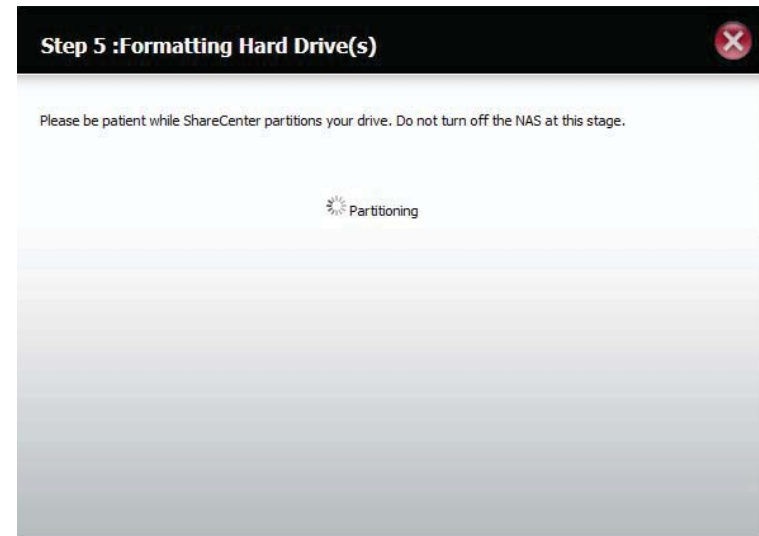 Step 5 :Formatting Hard Drive(s)
Please be patient while ShareCenter partitions your drive. Do not turn off the NAS at this stage.
Partitioning